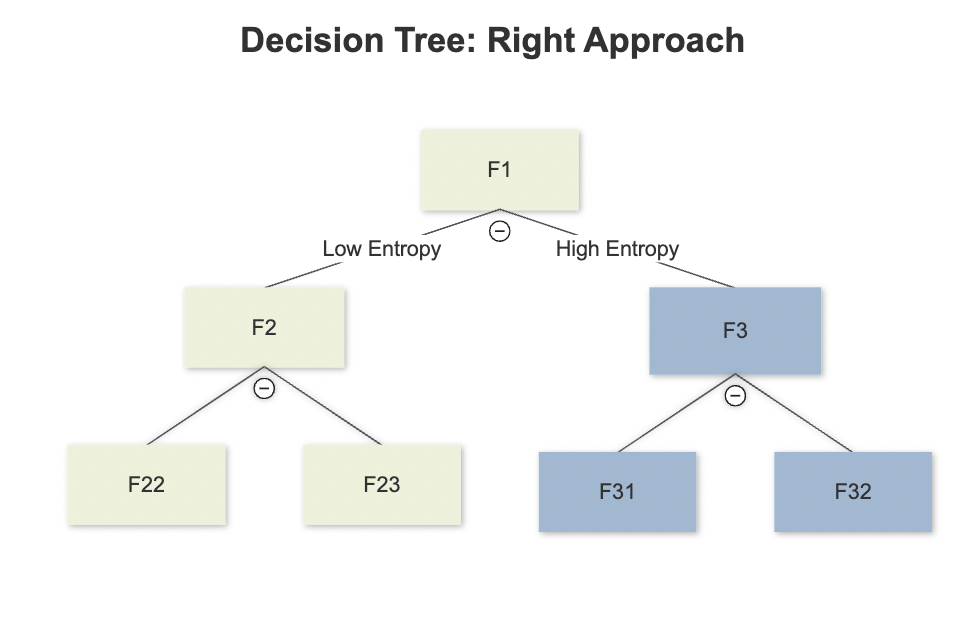 Decision Tree: Right Approach
F1
Low Entropy
High Entropy
F2
F3
F22
F23
F31
F32